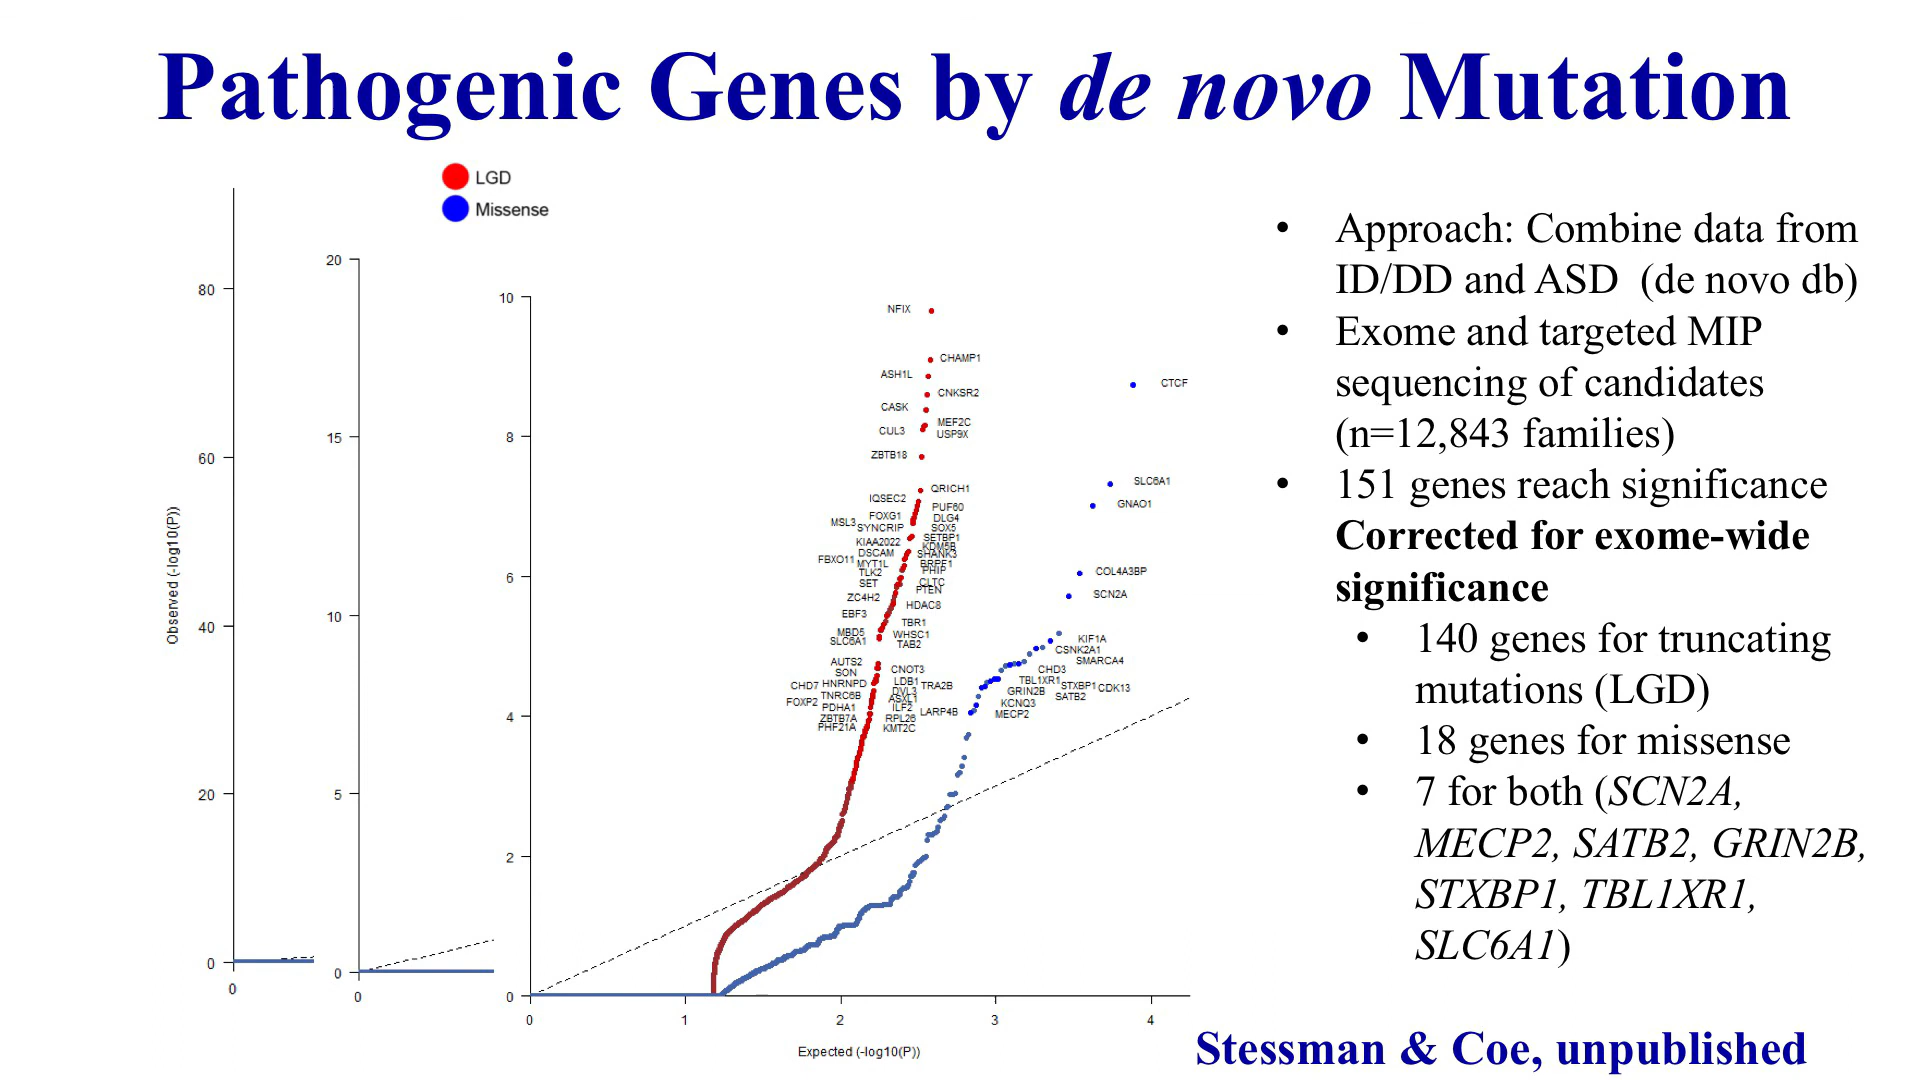 Pathogenic Genes by de novo Mutation
LGD
Missense
Observed (-log10(P))
80
60
40
20
0
0
20
15
10
5
0
0
10
8
6
4
2
0
0
1
2
3
4
Expected (-log10(P))
NFIX
CHAMP1
ASH1L
CNKSR2
CASK
MEF2C
CUL3
USP9X
ZBTB18
QRICH1
IQSEC2
PUF60
FOXG1
DLG4
MSL3
SYNCRIP
SOX5
KIAA2022
SETBP1
KDM5B
DSCAM
SHANK3
FBXO11
MYT1L
BRPF1
TLK2
PHIP
SET
CLTC
PTEN
ZC4H2
HDAC8
EBF3
TBR1
MBD5
WHSC1
SLC6A1
TAB2
AUTS2
CNOT3
SON
LDB1
CHD7
HNRNPD
TRA2B
DVL3
TNRC6B
ASXL1
FOXP2
PDHA1
ILF2
LARP4B
ZBTB7A
RPL26
PHF21A
KMT2C
CTCF
SLC6A1
GNAO1
COL4A3BP
SCN2A
KIF1A
CSNK2A1
SMARCA4
CHD3
TBL1XR1
STXBP1
CDK13
GRIN2B
SATB2
KCNQ3
MECP2
• Approach: Combine data from
ID/DD and ASD (de novo db)
• Exome and targeted MIP
sequencing of candidates
(n=12,843 families)
• 151 genes reach significance
Corrected for exome-wide
significance
• 140 genes for truncating
mutations (LGD)
• 18 genes for missense
• 7 for both (SCN2A,
MECP2, SATB2, GRIN2B,
STXBP1, TBL1XR1,
SLC6A1)
Stessman & Coe, unpublished